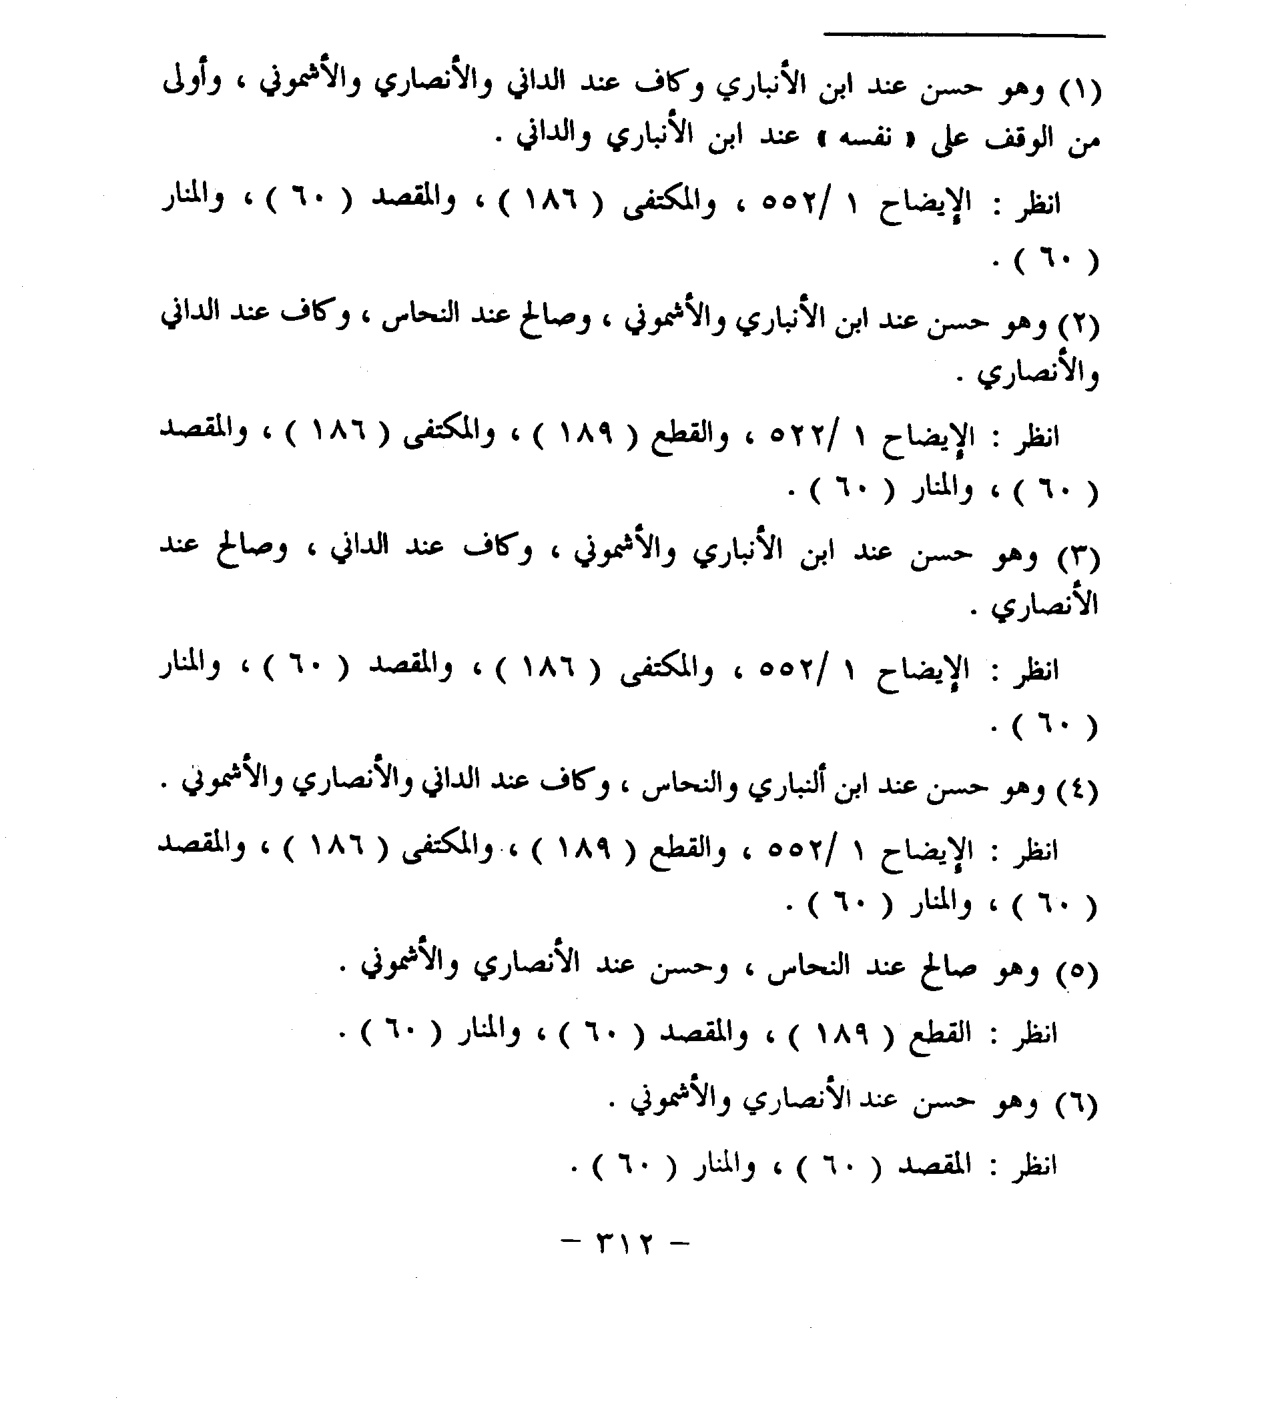 (١) وهو حسن عند ابن الأنباري وكاف عند الداني والأنصاري والأشموني ، وأولى
من الوقف على « نفسه » عند ابن الأنباري والداني .
انظر : الإيضاح ١ /٥٥٢ ، والمكتفى ( ١٨٦ ) ، والمقصد ( ٦٠ ) ، والمنار
( ٦٠ ) .
(٢) وهو حسن عند ابن الأنباري والأشموني ، وصالح عند النحاس ، وكاف عند الداني
والأنصاري .
انظر : الإيضاح ١ /٥٢٢ ، والقطع ( ١٨٩ ) ، والمكتفى ( ١٨٦ ) ، والمقصد
( ٦٠ ) ، والمنار ( ٦٠ ) .
(٣) وهو حسن عند ابن الأنباري والأشموني ، وكاف عند الداني ، وصالح عند
الأنصاري .
انظر : الإيضاح ١ /٥٥٢ ، والمكتفى ( ١٨٦ ) ، والمقصد ( ٦٠ ) ، والمنار
( ٦٠ ) .
(٤) وهو حسن عند ابن ألنباري والنحاس ، وكاف عند الداني والأنصاري والأشموني .
انظر : الإيضاح ١ /٥٥٢ ، والقطع ( ١٨٩ ) ، والمكتفى ( ١٨٦ ) ، والمقصد
( ٦٠ ) ، والمنار ( ٦٠ ) .
(٥) وهو صالح عند النحاس ، وحسن عند الأنصاري والأشموني .
انظر : القطع ( ١٨٩ ) ، والمقصد ( ٦٠ ) ، والمنار ( ٦٠ ) .
(٦) وهو حسن عند الأنصاري والأشموني .
انظر : المقصد ( ٦٠ ) ، والمنار ( ٦٠ ) .
– ٣١٢ –